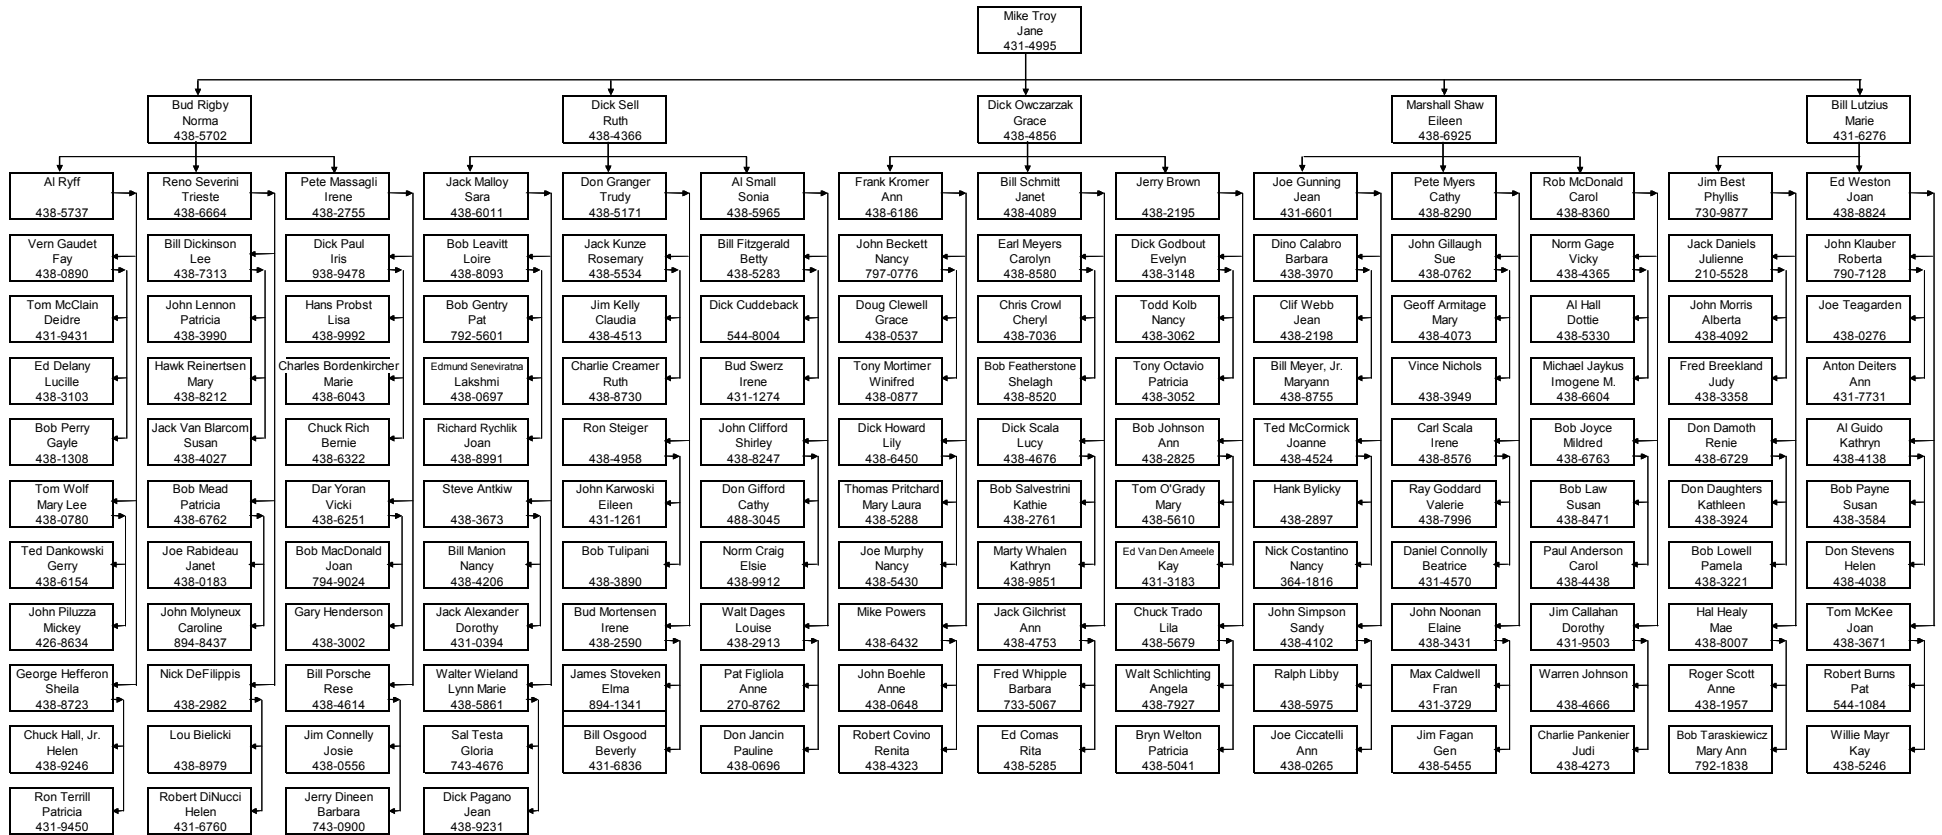 Mike Troy
Jane
431-4995
Bud Rigby
Norma
438-5702
Dick Sell
Ruth
438-4366
Dick Owczarzak
Grace
438-4856
Marshall Shaw
Eileen
438-6925
Bill Lutzius
Marie
431-6276
Al Ryff
438-5737
Reno Severini
Trieste
438-6664
Pete Massagli
Irene
438-2755
Jack Malloy
Sara
438-6011
Don Granger
Trudy
438-5171
Al Small
Sonia
438-5965
Frank Kromer
Ann
438-6186
Bill Schmitt
Janet
438-4089
Jerry Brown
438-2195
Joe Gunning
Jean
431-6601
Pete Myers
Cathy
438-8290
Rob McDonald
Carol
438-8360
Jim Best
Phyllis
730-9877
Ed Weston
Joan
438-8824
Vern Gaudet
Fay
438-0890
Bill Dickinson
Lee
438-7313
Dick Paul
Iris
938-9478
Bob Leavitt
Loire
438-8093
Jack Kunze
Rosemary
438-5534
Bill Fitzgerald
Betty
438-5283
John Beckett
Nancy
797-0776
Earl Meyers
Carolyn
438-8580
Dick Godbout
Evelyn
438-3148
Dino Calabro
Barbara
438-3970
John Gillaugh
Sue
438-0762
Norm Gage
Vicky
438-4365
Jack Daniels
Julienne
210-5528
John Klauber
Roberta
790-7128
Tom McClain
Deidre
431-9431
John Lennon
Patricia
438-3990
Hans Probst
Lisa
438-9992
Bob Gentry
Pat
792-5601
Jim Kelly
Claudia
438-4513
Dick Cuddeback
544-8004
Doug Clewell
Grace
438-0537
Chris Crowl
Cheryl
438-7036
Todd Kolb
Nancy
438-3062
Clif Webb
Jean
438-2198
Geoff Armitage
Mary
438-4073
Al Hall
Dottie
438-5330
John Morris
Alberta
438-4092
Joe Teagarden
438-0276
Ed Delany
Lucille
438-3103
Hawk Reinertsen
Mary
438-8212
Charles Bordenkircher
Marie
438-6043
Edmund Seneviratna
Lakshmi
438-0697
Charlie Creamer
Ruth
438-8730
Bud Swerz
Irene
431-1274
Tony Mortimer
Winifred
438-0877
Bob Featherstone
Shelagh
438-8520
Tony Octavio
Patricia
438-3052
Bill Meyer, Jr.
Maryann
438-8755
Vince Nichols
438-3949
Michael Jaykus
Imogene M.
438-6604
Fred Breekland
Judy
438-3358
Anton Deiters
Ann
431-7731
Bob Perry
Gayle
438-1308
Jack Van Blarcom
Susan
438-4027
Chuck Rich
Bernie
438-6322
Richard Rychlik
Joan
438-8991
Ron Steiger
438-4958
John Clifford
Shirley
438-8247
Dick Howard
Lily
438-6450
Dick Scala
Lucy
438-4676
Bob Johnson
Ann
438-2825
Ted McCormick
Joanne
438-4524
Carl Scala
Irene
438-8576
Bob Joyce
Mildred
438-6763
Don Damoth
Renie
438-6729
Al Guido
Kathryn
438-4138
Tom Wolf
Mary Lee
438-0780
Bob Mead
Patricia
438-6762
Dar Yoran
Vicki
438-6251
Steve Antkiw
438-3673
John Karwoski
Eileen
431-1261
Don Gifford
Cathy
488-3045
Thomas Pritchard
Mary Laura
438-5288
Bob Salvestrini
Kathie
438-2761
Tom O'Grady
Mary
438-5610
Hank Bylicky
438-2897
Ray Goddard
Valerie
438-7996
Bob Law
Susan
438-8471
Don Daughters
Kathleen
438-3924
Bob Payne
Susan
438-3584
Ted Dankowski
Gerry
438-6154
Joe Rabideau
Janet
438-0183
Bob MacDonald
Joan
794-9024
Bill Manion
Nancy
438-4206
Bob Tulipani
438-3890
Norm Craig
Elsie
438-9912
Joe Murphy
Nancy
438-5430
Marty Whalen
Kathryn
438-9851
Ed Van Den Ameele
Kay
431-3183
Nick Costantino
Nancy
364-1816
Daniel Connolly
Beatrice
431-4570
Paul Anderson
Carol
438-4438
Bob Lowell
Pamela
438-3221
Don Stevens
Helen
438-4038
John Piluzza
Mickey
426-8634
John Molyneux
Caroline
894-8437
Gary Henderson
438-3002
Jack Alexander
Dorothy
431-0394
Bud Mortensen
Irene
438-2590
Walt Dages
Louise
438-2913
Mike Powers
438-6432
Jack Gilchrist
Ann
438-4753
Chuck Trado
Lila
438-5679
John Simpson
Sandy
438-4102
John Noonan
Elaine
438-3431
Jim Callahan
Dorothy
431-9503
Hal Healy
Mae
438-8007
Tom McKee
Joan
438-3671
George Hefferon
Sheila
438-8723
Nick DeFilippis
438-2982
Bill Porsche
Rese
438-4614
Walter Wieland
Lynn Marie
438-5861
James Stoveken
Elma
894-1341
Pat Figliola
Anne
270-8762
John Boehle
Anne
438-0648
Fred Whipple
Barbara
733-5067
Walt Schlichting
Angela
438-7927
Ralph Libby
438-5975
Max Caldwell
Fran
431-3729
Warren Johnson
438-4666
Roger Scott
Anne
438-1957
Robert Burns
Pat
544-1084
Chuck Hall, Jr.
Helen
438-9246
Lou Bielicki
438-8979
Jim Connelly
Josie
438-0556
Sal Testa
Gloria
743-4676
Bill Osgood
Beverly
431-6836
Don Jancin
Pauline
438-0696
Robert Covino
Renita
438-4323
Ed Comas
Rita
438-5285
Bryn Welton
Patricia
438-5041
Joe Ciccatelli
Ann
438-0265
Jim Fagan
Gen
438-5455
Charlie Pankenier
Judi
438-4273
Bob Taraskiewicz
Mary Ann
792-1838
Willie Mayr
Kay
438-5246
Ron Terrill
Patricia
431-9450
Robert DiNucci
Helen
431-6760
Jerry Dineen
Barbara
743-0900
Dick Pagano
Jean
438-9231